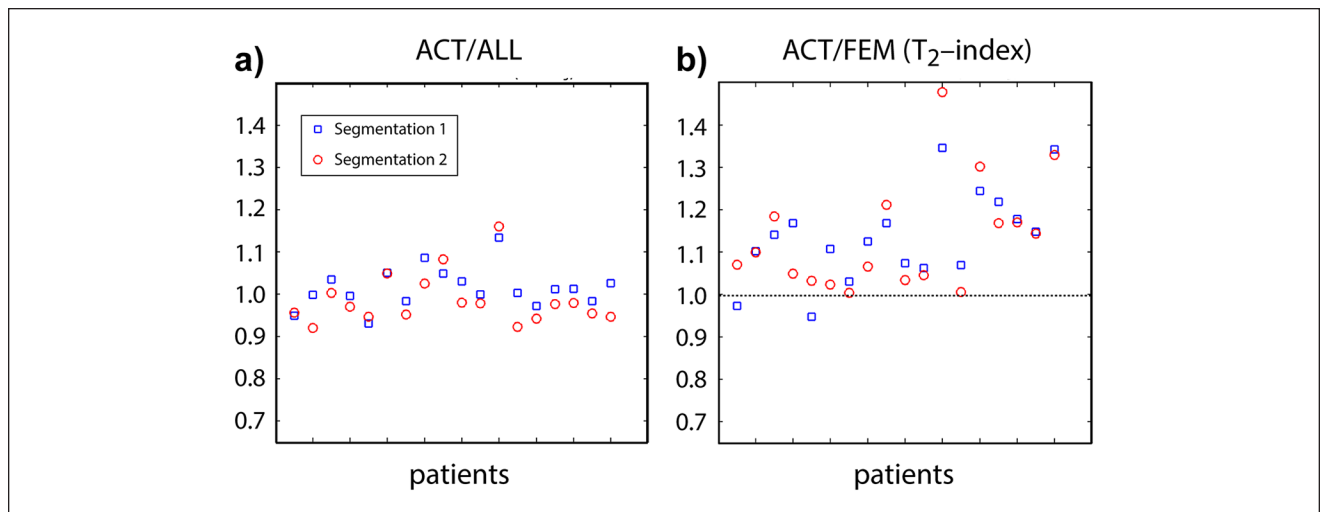 a)
ACT/ALL
1.4
1.3
1.2
1.1
1.0
0.9
0.8
0.7
Segmentation 1
Segmentation 2
patients
b)
ACT/FEM (T₂–index)
1.4
1.3
1.2
1.1
1.0
0.9
0.8
0.7
patients